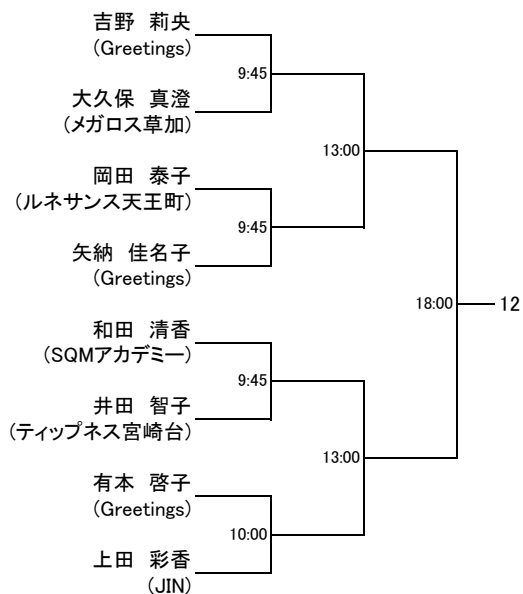 吉野　莉央
(Greetings)
9:45
大久保　真澄
(メガロス草加)
13:00
岡田　泰子
(ルネサンス天王町)
9:45
矢納　佳名子
(Greetings)
18:00
12
和田　清香
(SQMアカデミー)
9:45
井田　智子
(ティップネス宮崎台)
13:00
有本　啓子
(Greetings)
10:00
上田　彩香
(JIN)